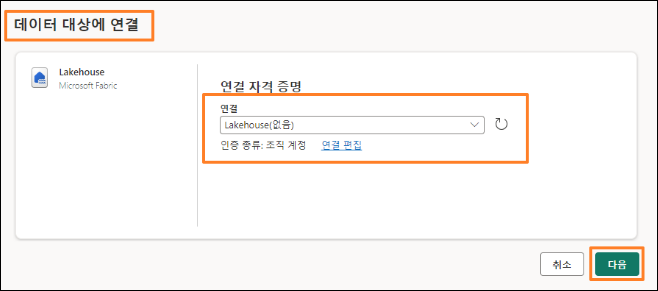 데이터 대상에 연결
Lakehouse
Microsoft Fabric
연결 자격 증명
연결
Lakehouse(없음)
인증 종류: 조직 계정 연결 편집
취소 다음